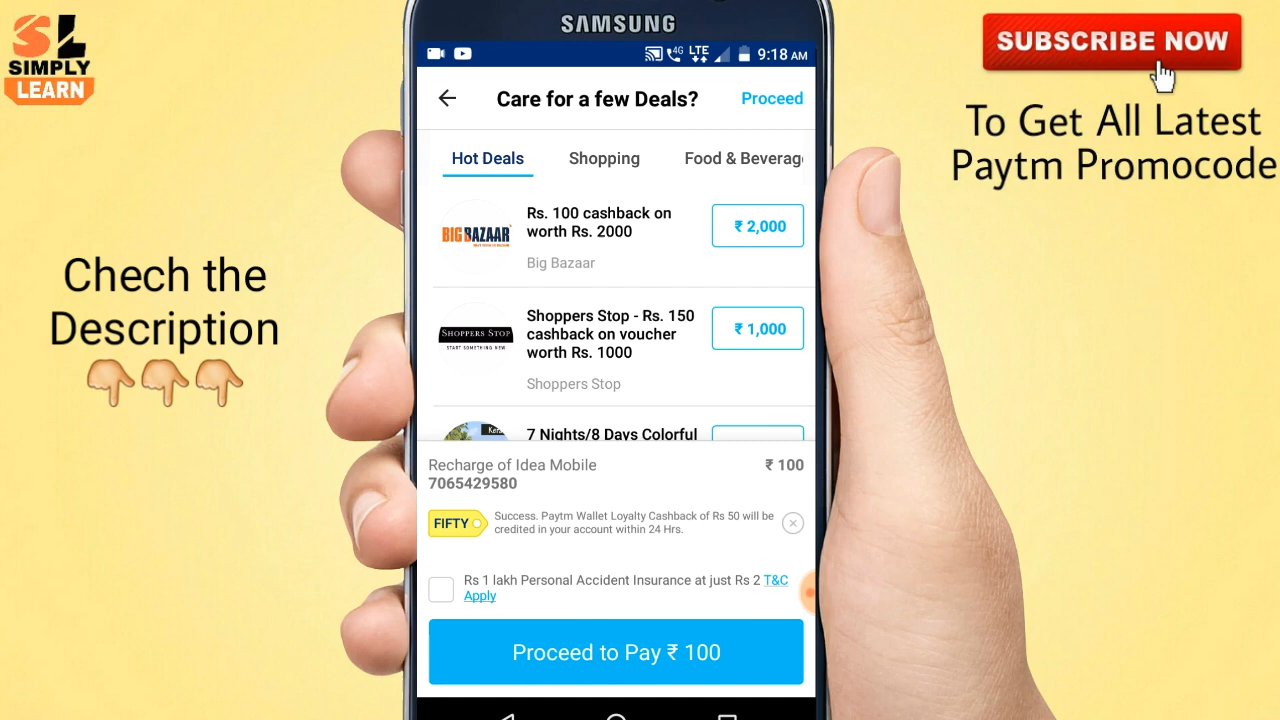 SL
SIMPLY
LEARN
Chech the
Description
SAMSUNG
4G LTE 9:18 AM
Care for a few Deals? Proceed
Hot Deals Shopping Food & Beverag
BIG BAZAAR
Rs. 100 cashback on
worth Rs. 2000
₹ 2,000
Big Bazaar
SHOPPERS STOP
START SOMETHING NEW
Shoppers Stop - Rs. 150
cashback on voucher
worth Rs. 1000
₹ 1,000
Shoppers Stop
7 Nights/8 Days Colorful
Recharge of Idea Mobile ₹ 100
7065429580
FIFTY
Success. Paytm Wallet Loyalty Cashback of Rs 50 will be
credited in your account within 24 Hrs.
Rs 1 lakh Personal Accident Insurance at just Rs 2 T&C
Apply
Proceed to Pay ₹ 100
SUBSCRIBE NOW
To Get All Latest
Paytm Promocode